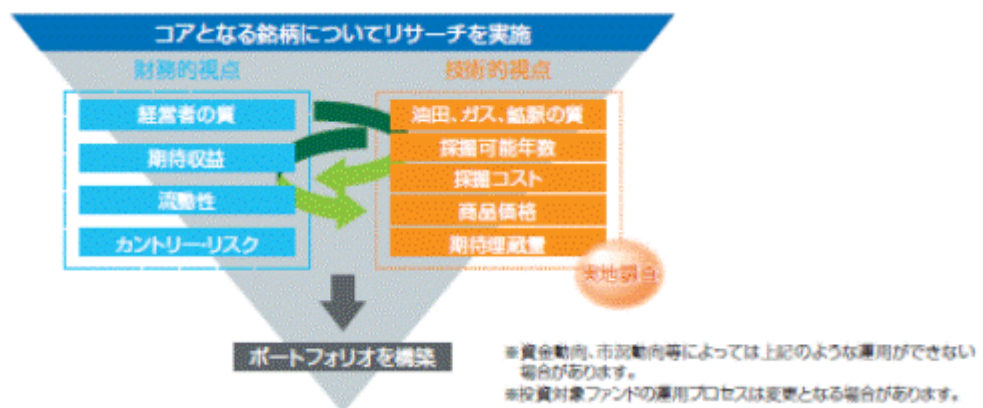 コアとなる銘柄についてリサーチを実施
財務的視点
技術的視点
経営者の質
期待収益
流動性
カントリー・リスク
油田、ガス、鉱脈の質
採掘可能年数
採掘コスト
商品価格
期待埋蔵量
実地調査
ポートフォリオを構築
※資金動向、市況動向等によっては上記のような運用ができない
場合があります。
※投資対象ファンドの運用プロセスは変更となる場合があります。